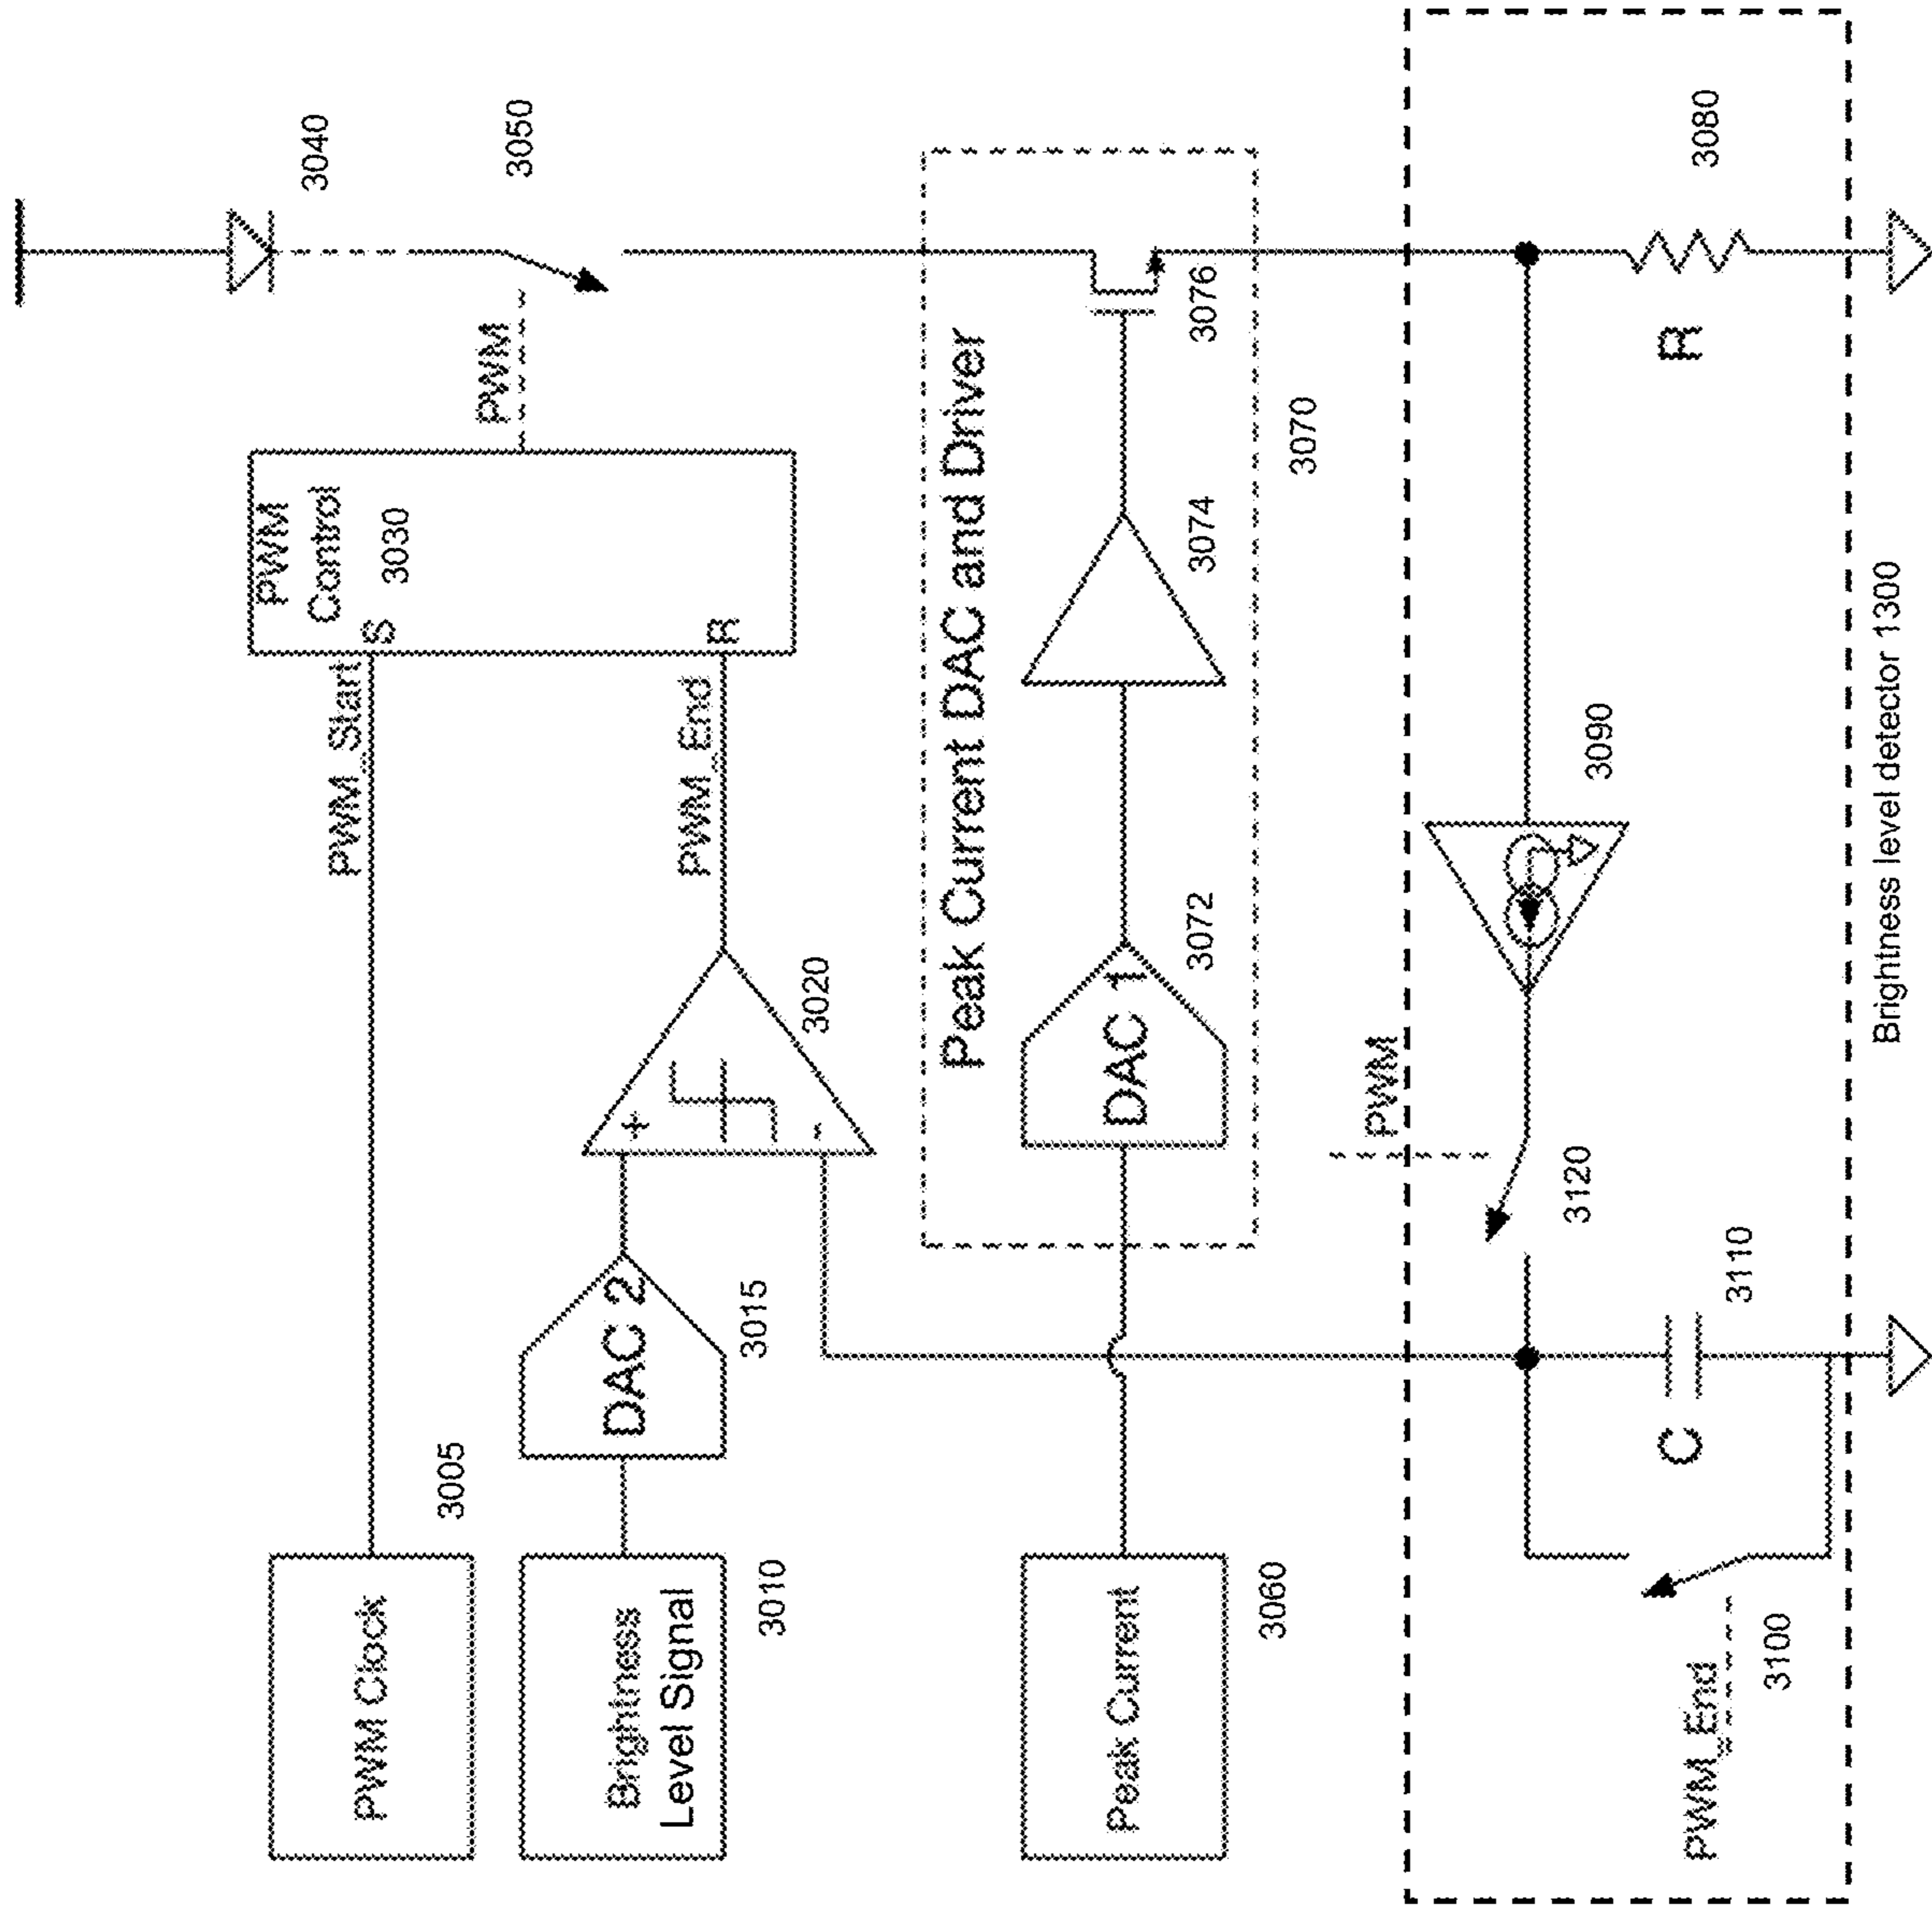 PWM Clock
3005
PWM_Start
PWM
Control
3030
S
R
PWM
3040
3050
Brightness
Level Signal
3010
DAC 2
3015
+
-
3020
PWM_End
Peak Current DAC and Driver
Peak Current
3060
DAC 1
3072
3074
3076
3070
PWM
3120
3090
R
3080
PWM_End
3100
C
3110
Brightness level detector 1300